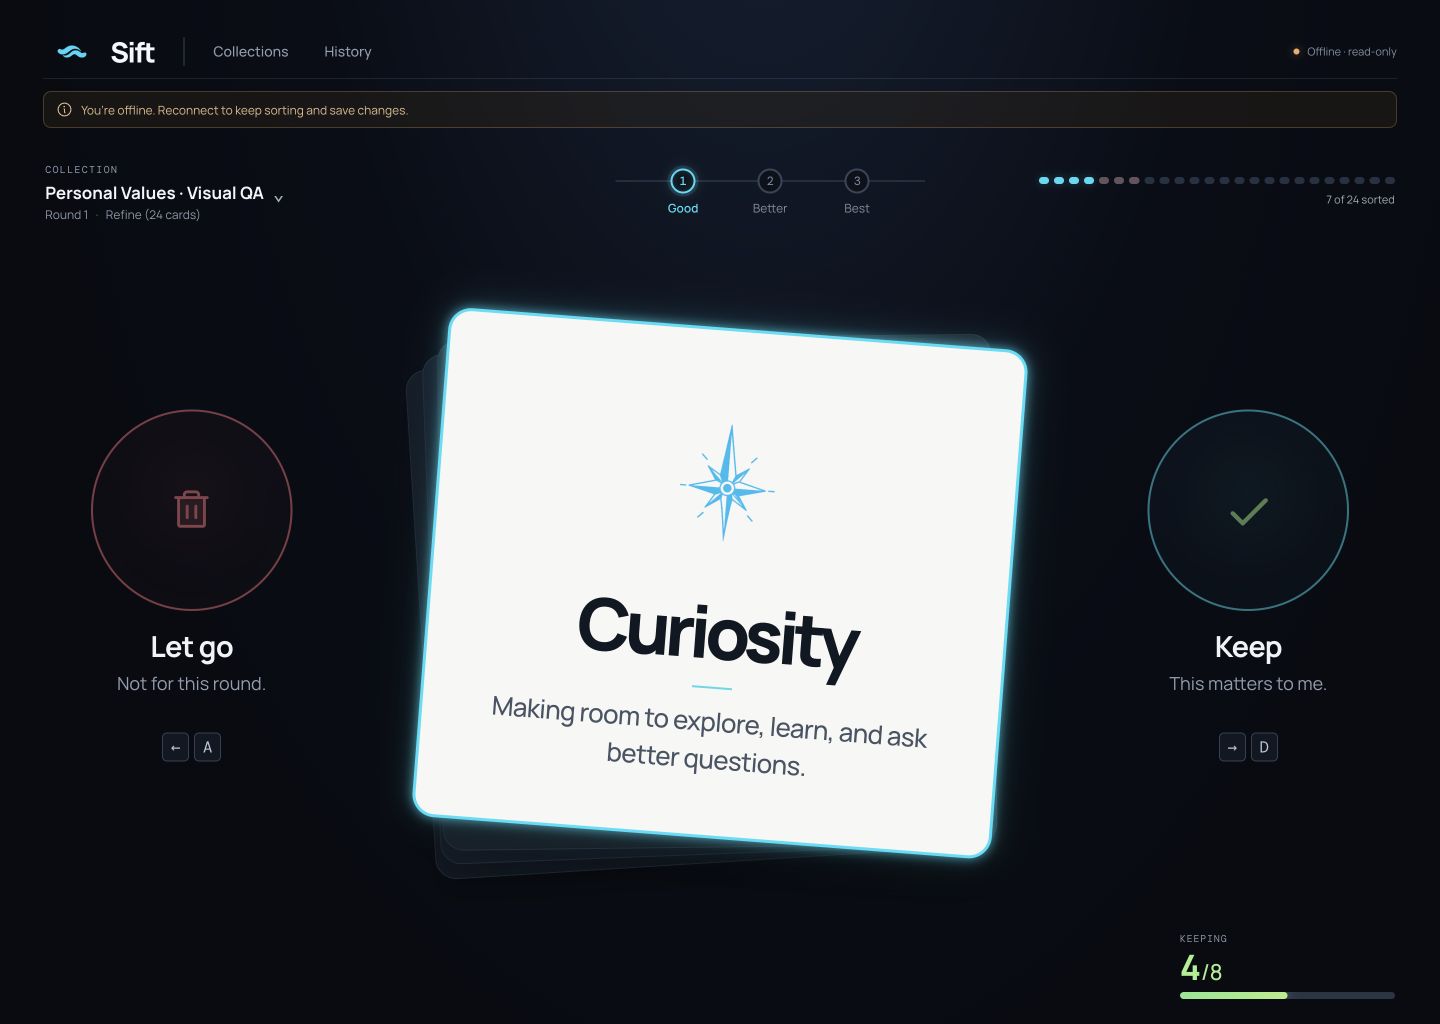 Sift
Collections
History
Offline · read-only
You're offline. Reconnect to keep sorting and save changes.
COLLECTION
Personal Values · Visual QA
Round 1 · Refine (24 cards)
1
Good
2
Better
3
Best
7 of 24 sorted
Let go
Not for this round.
← A
Curiosity
Making room to explore, learn, and ask
better questions.
Keep
This matters to me.
→ D
KEEPING
4/8